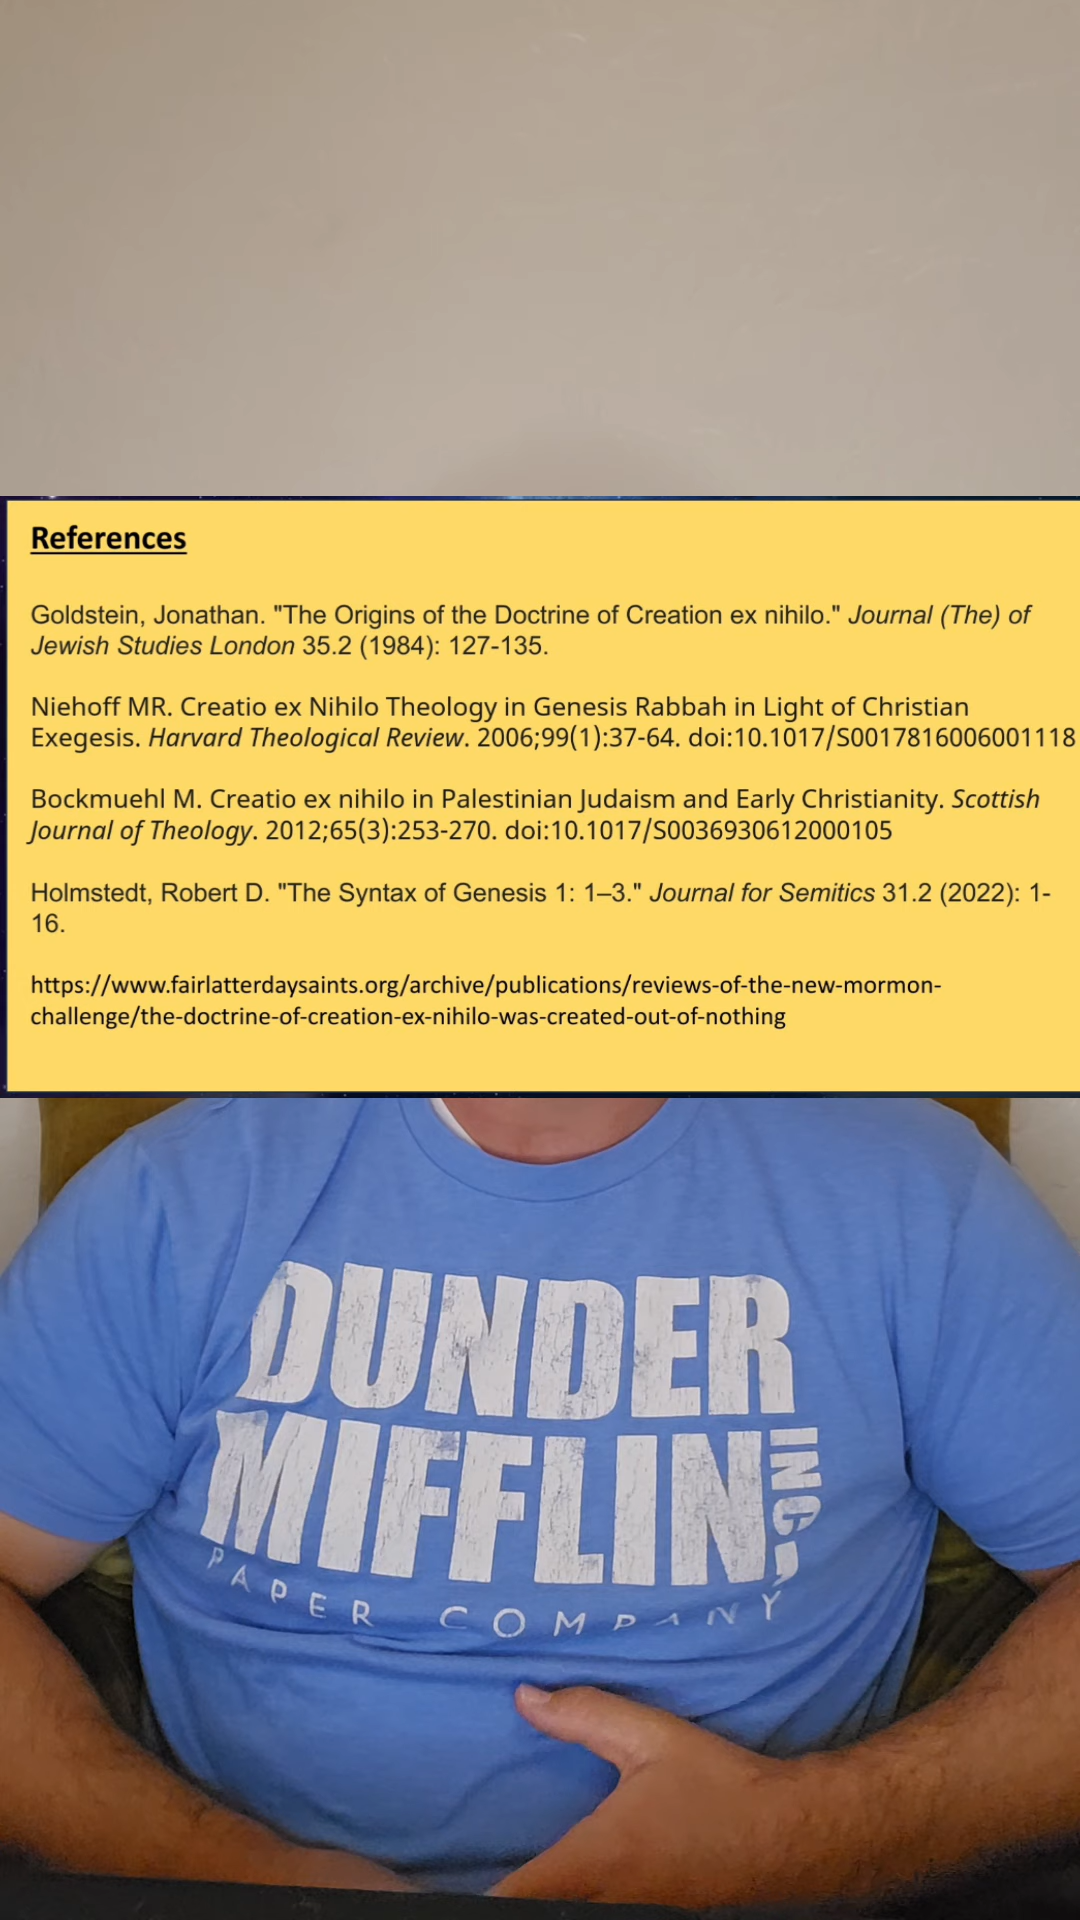 References
Goldstein, Jonathan. "The Origins of the Doctrine of Creation ex nihilo." Journal (The) of
Jewish Studies London 35.2 (1984): 127-135.
Niehoff MR. Creatio ex Nihilo Theology in Genesis Rabbah in Light of Christian
Exegesis. Harvard Theological Review. 2006;99(1):37-64. doi:10.1017/S0017816006001118
Bockmuehl M. Creatio ex nihilo in Palestinian Judaism and Early Christianity. Scottish
Journal of Theology. 2012;65(3):253-270. doi:10.1017/S0036930612000105
Holmstedt, Robert D. "The Syntax of Genesis 1: 1–3." Journal for Semitics 31.2 (2022): 1-
16.
https://www.fairlatterdaysaints.org/archive/publications/reviews-of-the-new-mormon-
challenge/the-doctrine-of-creation-ex-nihilo-was-created-out-of-nothing
DUNDER
MIFFLIN INC,
PAPER COMPANY